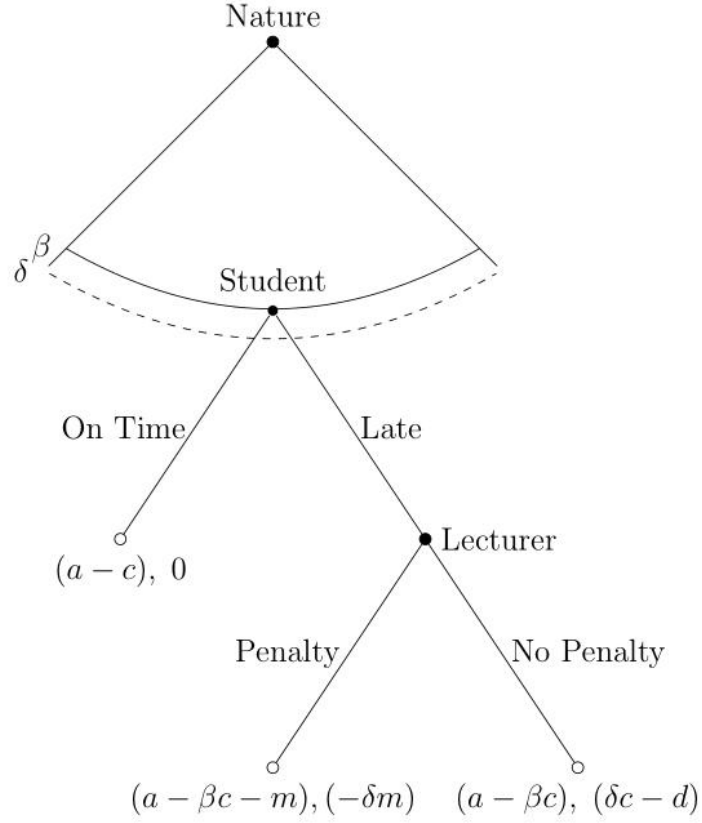 Nature
δ β
Student
On Time
Late
(a − c), 0
Lecturer
Penalty
No Penalty
(a − βc − m), (−δm)
(a − βc), (δc − d)